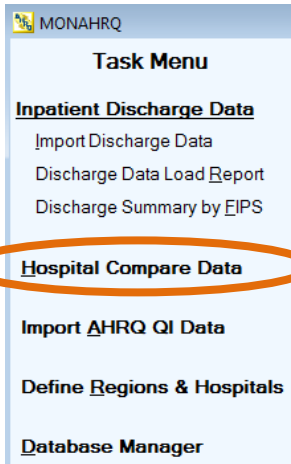 MONAHRQ
Task Menu
Inpatient Discharge Data
Import Discharge Data
Discharge Data Load Report
Discharge Summary by FIPS
Hospital Compare Data
Import AHRQ QI Data
Define Regions & Hospitals
Database Manager